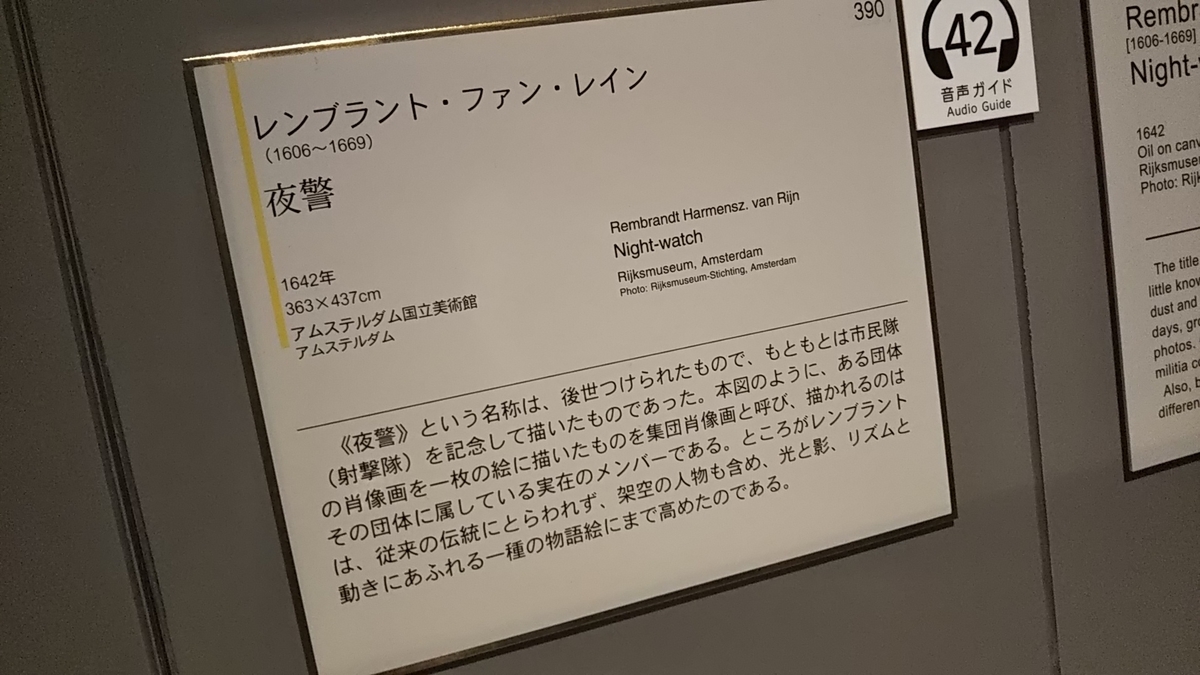 390
レンブラント・ファン・レイン
（1606〜1669）
夜警
1642年
363×437cm
アムステルダム国立美術館
アムステルダム
Rembrandt Harmensz. van Rijn
Night-watch
Rijksmuseum, Amsterdam
Photo: Rijksmuseum-Stichting, Amsterdam
《夜警》という名称は、後世つけられたもので、もともとは市民隊
（射撃隊）を記念して描いたものであった。本図のように、ある団体
の肖像画を一枚の絵に描いたものを集団肖像画と呼び、描かれるのは
その団体に属している実在のメンバーである。ところがレンブラント
は、従来の伝統にとらわれず、架空の人物も含め、光と影、リズムと
動きにあふれる一種の物語絵にまで高めたのである。
42
音声ガイド
Audio Guide
[1606-1669]
1642
Oil on
Photo:
The title
little
dust and
days,
photos.
militia
Also,